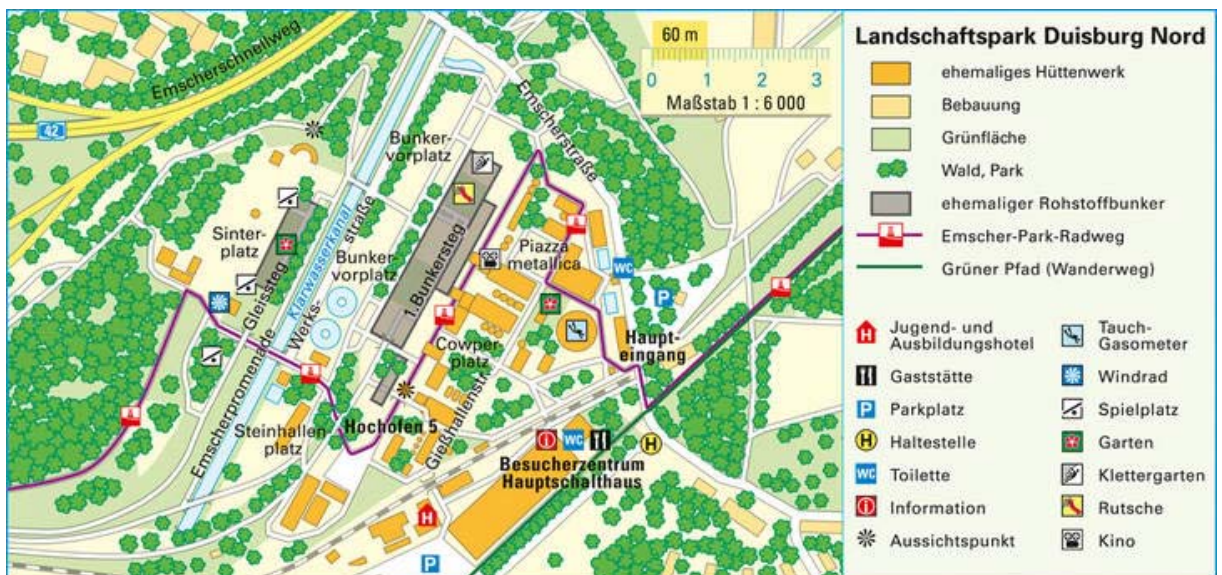 60 m
0 1 2 3
Maßstab 1 : 6 000
Emscherschnellweg
42
Emscherstraße
Bunker-
vorplatz
Sinter-
platz
Gleissteg
Klarwasserkanal
Werks-
straße
Bunker-
vorplatz
1.Bunkersteg
Piazza
metallica
WC
P
Haupt-
eingang
Cowper-
platz
Gießhallenstr.
Emscherpromenade
Steinhallen
platz
Hochofen 5
WC
H
Besucherzentrum
Hauptschalthaus
H
P
Landschaftspark Duisburg Nord
ehemaliges Hüttenwerk
Bebauung
Grünfläche
Wald, Park
ehemaliger Rohstoffbunker
Emscher-Park-Radweg
Grüner Pfad (Wanderweg)
H Jugend- und
Ausbildungshotel
Gaststätte
P Parkplatz
H Haltestelle
WC Toilette
Information
Aussichtspunkt
Tauch-
Gasometer
Windrad
Spielplatz
Garten
Klettergarten
Rutsche
Kino